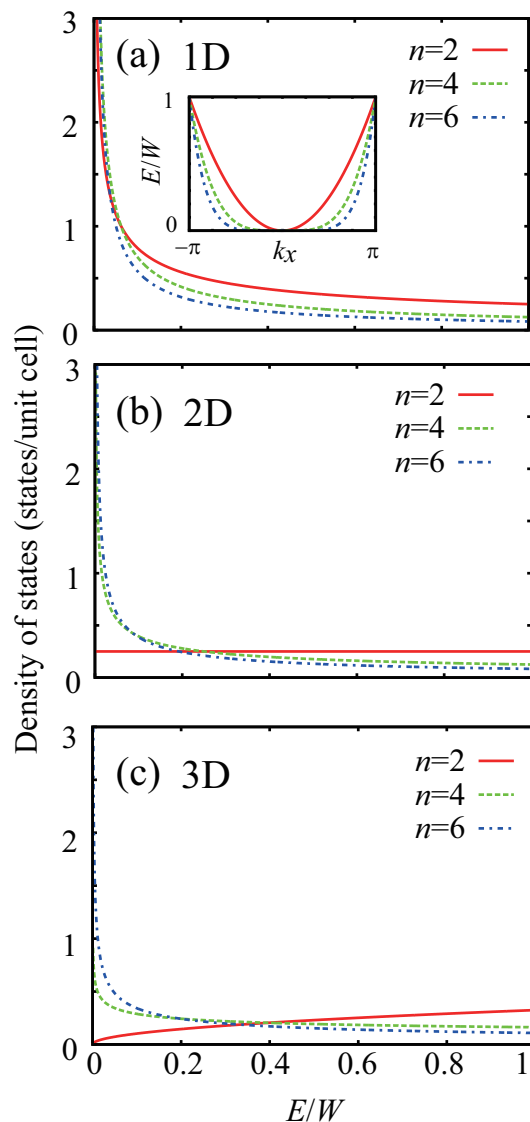 Density of states (states/unit cell)
3
2
1
0
(a) 1D
n=2
n=4
n=6
E/W
1
0
−π
kx
π
3
2
1
0
(b) 2D
n=2
n=4
n=6
3
2
1
0
(c) 3D
n=2
n=4
n=6
0 0.2 0.4 0.6 0.8 1
E/W